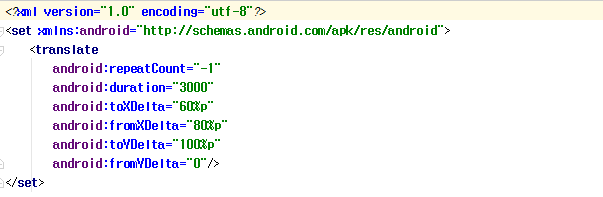 <?xml version="1.0" encoding="utf-8"?>
<set xmlns:android="http://schemas.android.com/apk/res/android">
<translate
android:repeatCount="-1"
android:duration="3000"
android:toXDelta="60%p"
android:fromXDelta="80%p"
android:toYDelta="100%p"
android:fromYDelta="0"/>
</set>